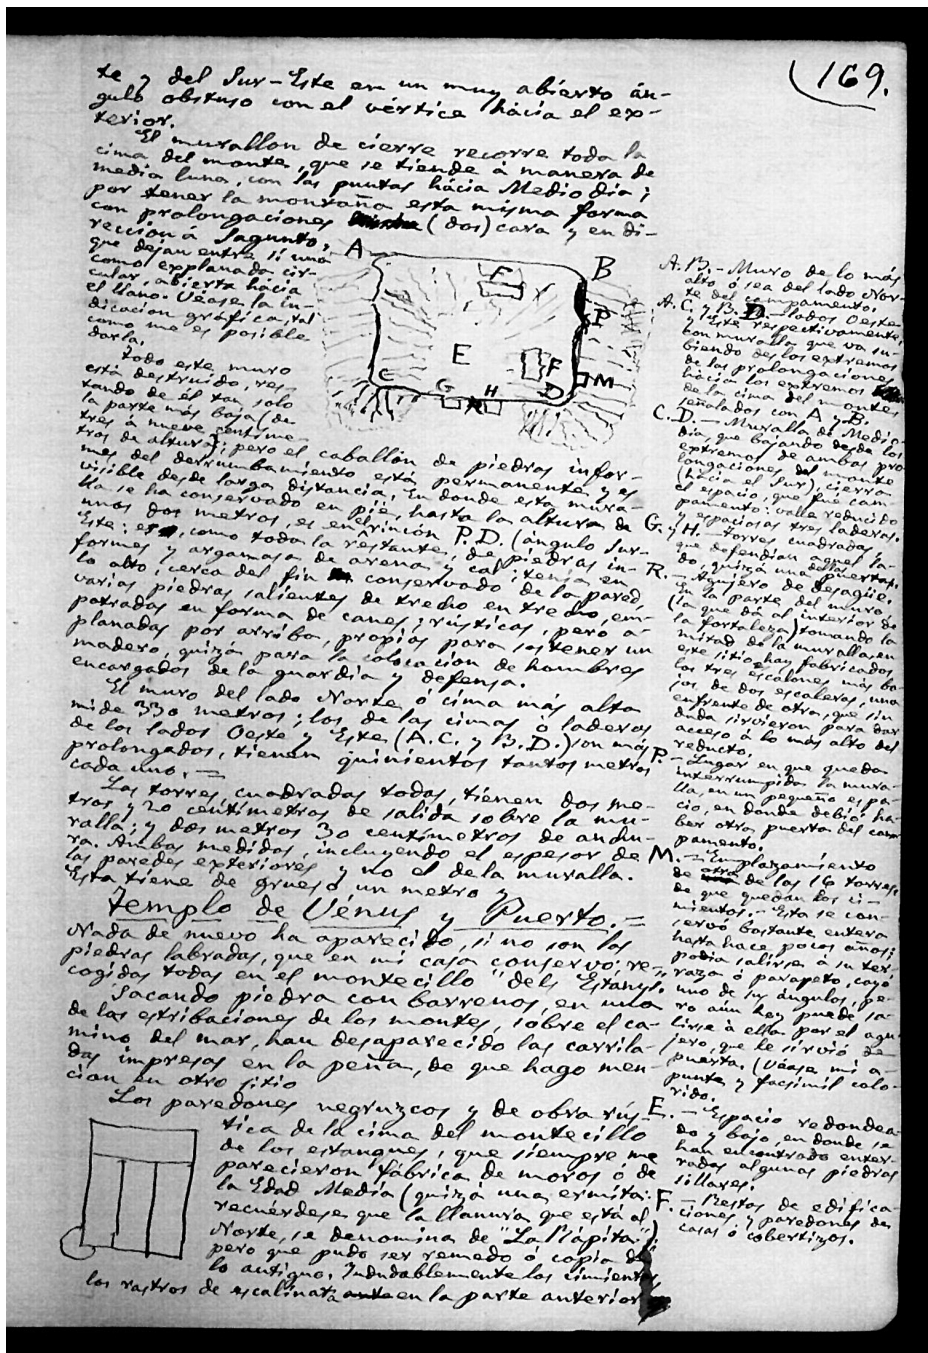 (169.
te y del Sur-Este en un muy abierto án-
gulo obstuso con el vértice hácia el ex-
terior.
El murallon de cierre recorre toda la
cima del monte, que se tiende á manera de
media luna, con las puntas hácia Mediodia;
por tener la montaña esta misma forma
con prolongaciones (dos) cara y en di-
rección á Sagunto,
que dejan entre sí una
como explanada cir-
cular, abierta hácia
el llano. Véase la in-
dicacion gráfica, tal
como me es posible
darla.
Todo este muro
está destruido, res-
tando de él tan solo
la parte más baja (de
tres á nueve centíme-
tros de altura); pero el caballon de piedras infor-
mes del derrumbamiento está permanente y es
visible desde larga distancia. En donde esta mura-
lla se ha conservado en pie, hasta la altura de
unos dos metros, es en el rincón P.D. (ángulo Sur-
Este: es, como toda la restante, de piedras in-
formes y argamasa de arena y cal; tenia en
lo alto, cerca del fin conservado de la pared,
varias piedras salientes de trecho en trecho, em-
potradas en forma de canes; rústicas, pero a-
planadas por arriba, propias para sostener un
madero, quizá para la colocacion de hombres
encargados de la guardia y defensa.
El muro del lado Norte ó cima más alta
mide 330 metros; los de las cimas ó laderas
de los lados Oeste y Este (A.C. y B.D.) son más
prolongados, tienen quinientos tantos metros
cada uno.=
Las torres, cuadradas todas, tienen dos me-
tros y 20 centímetros de salida sobre la mu-
ralla; y dos metros 30 centímetros de anchu-
ra. Ambas medidas, incluyendo el espesor de
las paredes exteriores y no el de la muralla.
Esta tiene de grueso un metro y
Templo de Vénus y Puerto.=
Nada de nuevo ha aparecido, si no son las
piedras labradas, que en mi casa conservo; re-
cogidas todas en el montecillo "dels Estanys.
Sacando piedra con barrenos, en una
de las estribaciones de los montes, sobre el ca-
mino del mar, han desaparecido las carrila-
das impresas en la peña, de que hago men-
cion en otro sitio
Los paredones negruzcos y de obra rús-
tica de la cima del montecillo
de los estanques, que siempre me
parecieron fábrica de moros ó de
la Edad Media (quizá una ermita:
recuérdese que la llanura que está al
Norte, se denomina de "La Rápita");
pero que pudo ser remedo ó copia de
lo antiguo. Indudablemente los cimientos,
los rastros de escalinata en la parte anterior
A
B
F
P
E
F
C
G
H
D
M
A.B.- Muro de lo más
alto ó sea del lado Nor-
te del campamento.
A.C. y B.D.- lados Oeste
y Este respectivamente,
con muralla que va su-
biendo desde los extremos
de las prolongaciones
hácia los extremos
de la cima del monte,
señalados con A y B.
C.D.- Muralla de Medio-
dia, que bajando desde los
extremos de ambas pro-
longaciones del monte
(hácia el Sur), cierra
el espacio, que fué cam-
pamento: valle reducido
y espaciosas tres laderas.
G. y H.- torres cuadradas,
que defendian aquel la-
do, quizá una de las puertas.
R.- Agujero de desagüe.
En la parte del muro
(la que dá al interior de
la fortaleza) tomando la
mitad de la muralla, en
este sitio hay fabricados
los tres escalones más ba-
jos de dos escaleras, una
enfrente de otra, que sin
duda sirvieron para dar
acceso á lo más alto del
reducto.
P.- Lugar en que queda
interrumpida la mura-
lla, en un pequeño espa-
cio, en donde debió ha-
ber otra puerta del cam-
pamento.
M.- Emplazamiento
de de las 16 torres,
de que quedan los ci-
mientos.- Esta se con-
servó bastante entera
hasta hace pocos años;
podia salirse á su ter-
raza ó parapeto, cayó
uno de sus ángulos, pe-
ro aún hoy puede sa-
lirse á ella por el agu-
jero, que le sirvió de
puerta. (Véase mi a-
punte y facsímil colo-
rido.
E.- Espacio redondea-
do y bajo, en donde se
han encontrado enter-
radas algunas piedras
sillares.
F.- Restos de edifica-
ciones, y paredones de
casas ó cobertizos.